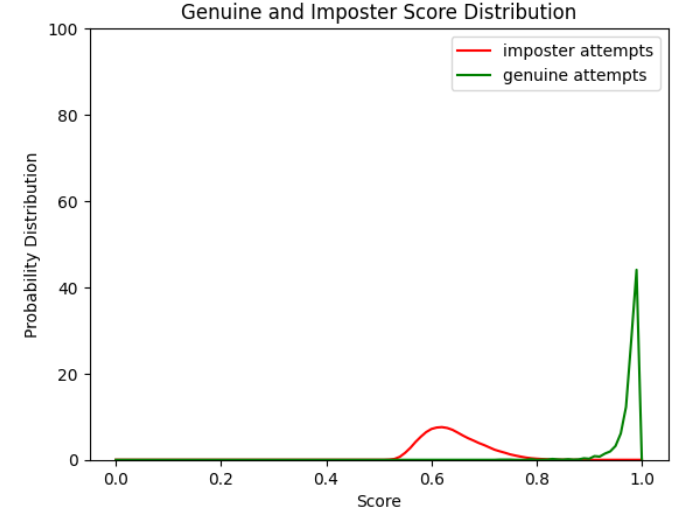 Genuine and Imposter Score Distribution
100
80
60
40
20
0
Probability Distribution
imposter attempts
genuine attempts
0.0 0.2 0.4 0.6 0.8 1.0
Score